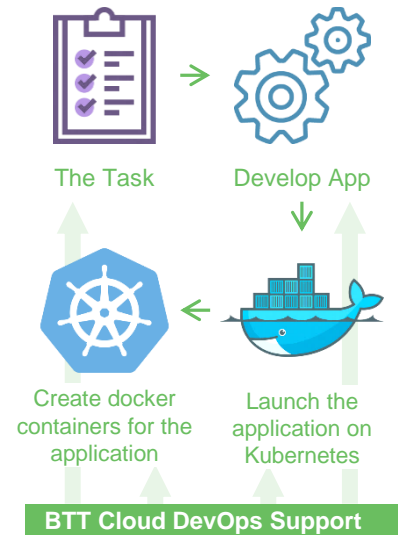 The Task
Develop App
Create docker
containers for the
application
Launch the
application on
Kubernetes
BTT Cloud DevOps Support